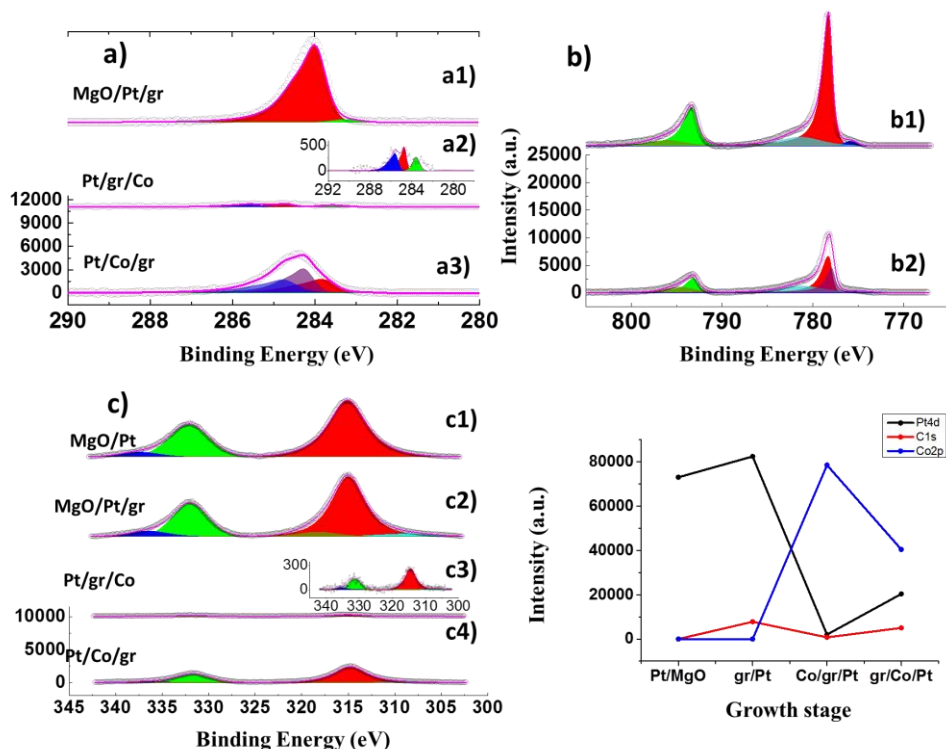 a)
a1
MgO/Pt/gr
a2
500
0
292 288 284 280
Pt/gr/Co
12000
9000
6000
Pt/Co/gr
a3)
3000
0
290 288 286 284 282 280
Binding Energy (eV)
b)
b1)
Intensity (a.u.)
25000
20000
15000
10000
b2)
5000
0
800 790 780 770
Binding Energy (eV)
c)
c1)
MgO/Pt
c2)
MgO/Pt/gr
c3)
300
0
340 330 320 310 300
Pt/gr/Co
10000
5000
c4)
Pt/Co/gr
0
345 340 335 330 325 320 315 310 305 300
Binding Energy (eV)
Pt4d
C1s
Co2p
Intensity (a.u.)
80000
60000
40000
20000
0
Pt/MgO gr/Pt Co/gr/Pt gr/Co/Pt
Growth stage